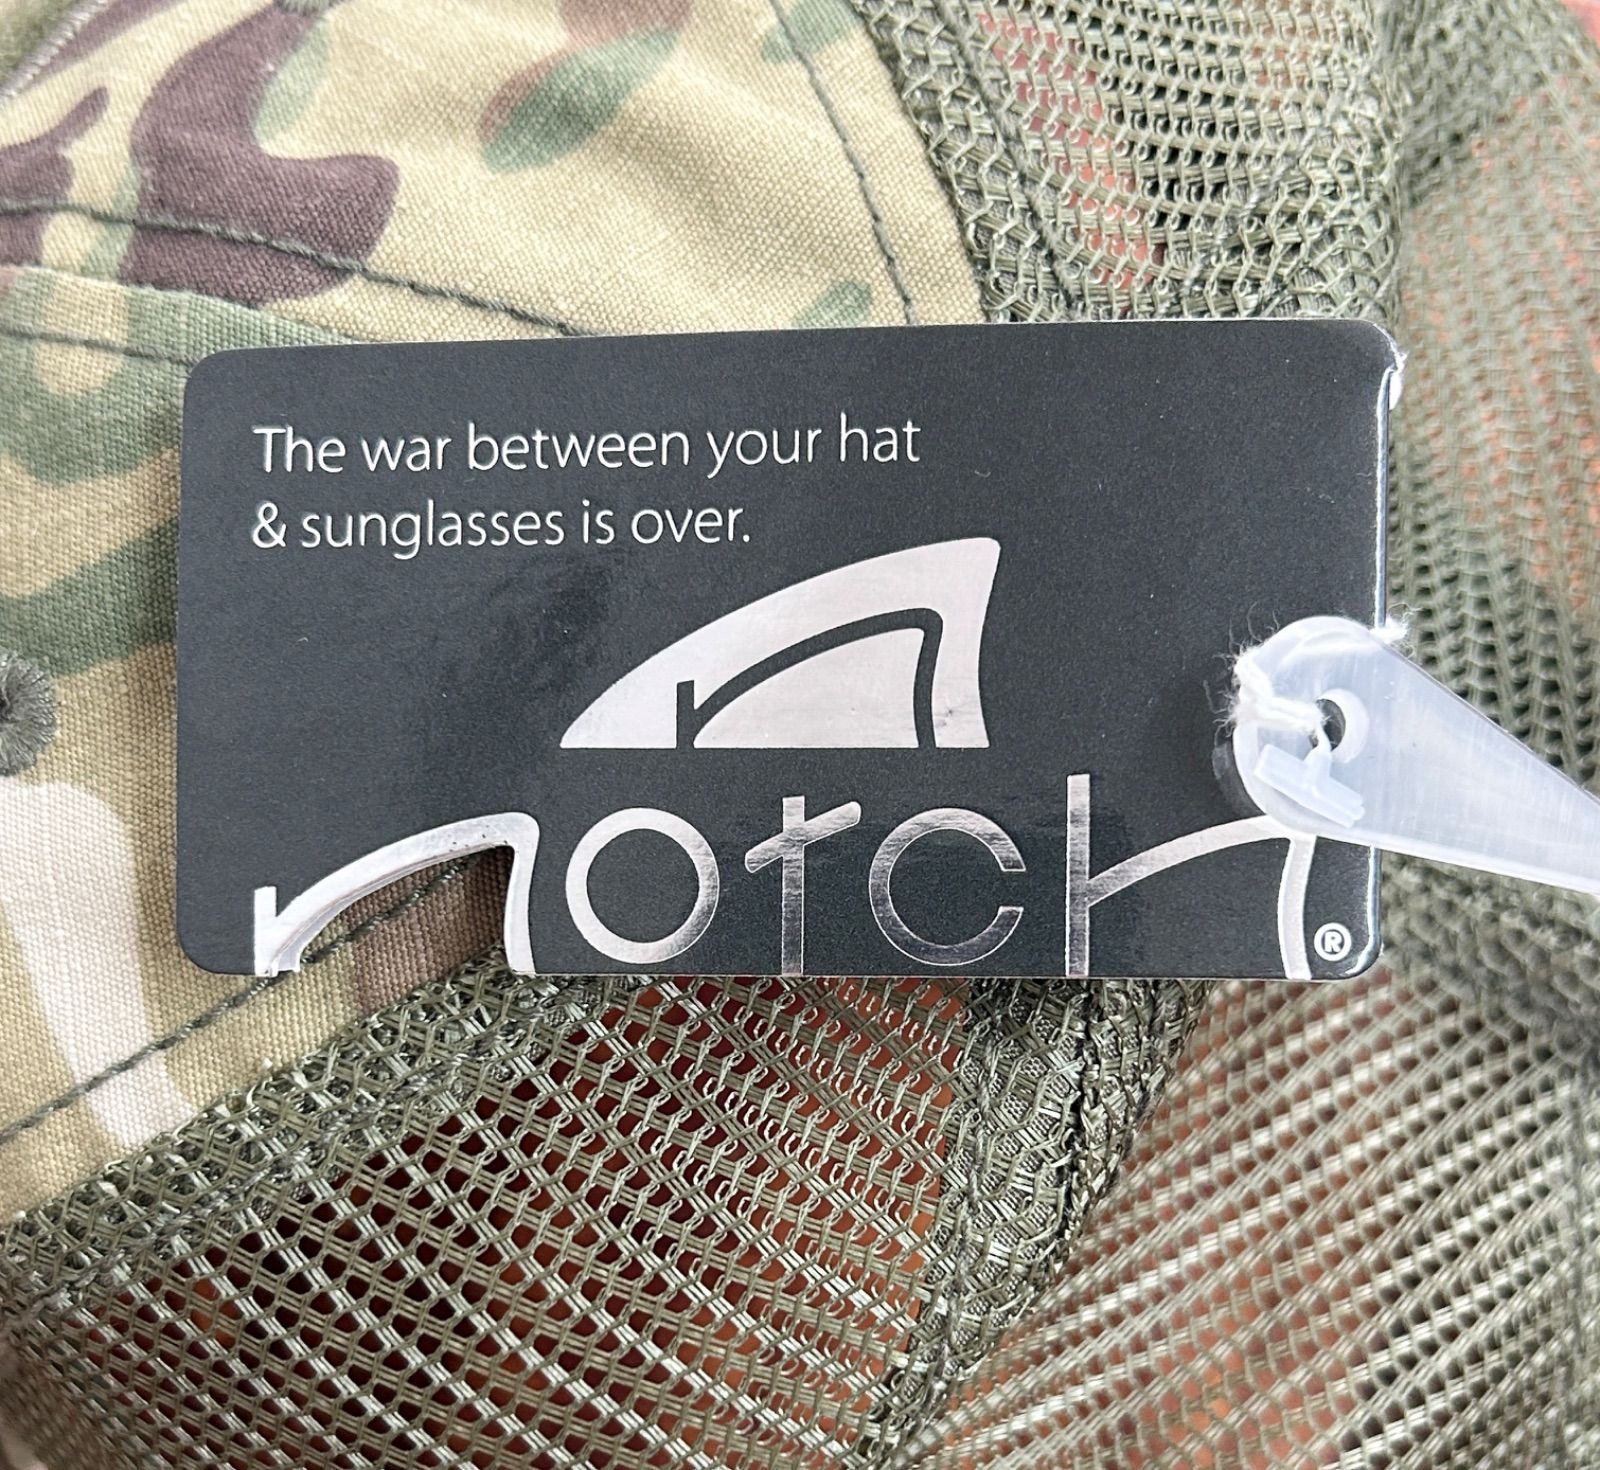 The war between your hat
& sunglasses is over.
notch®